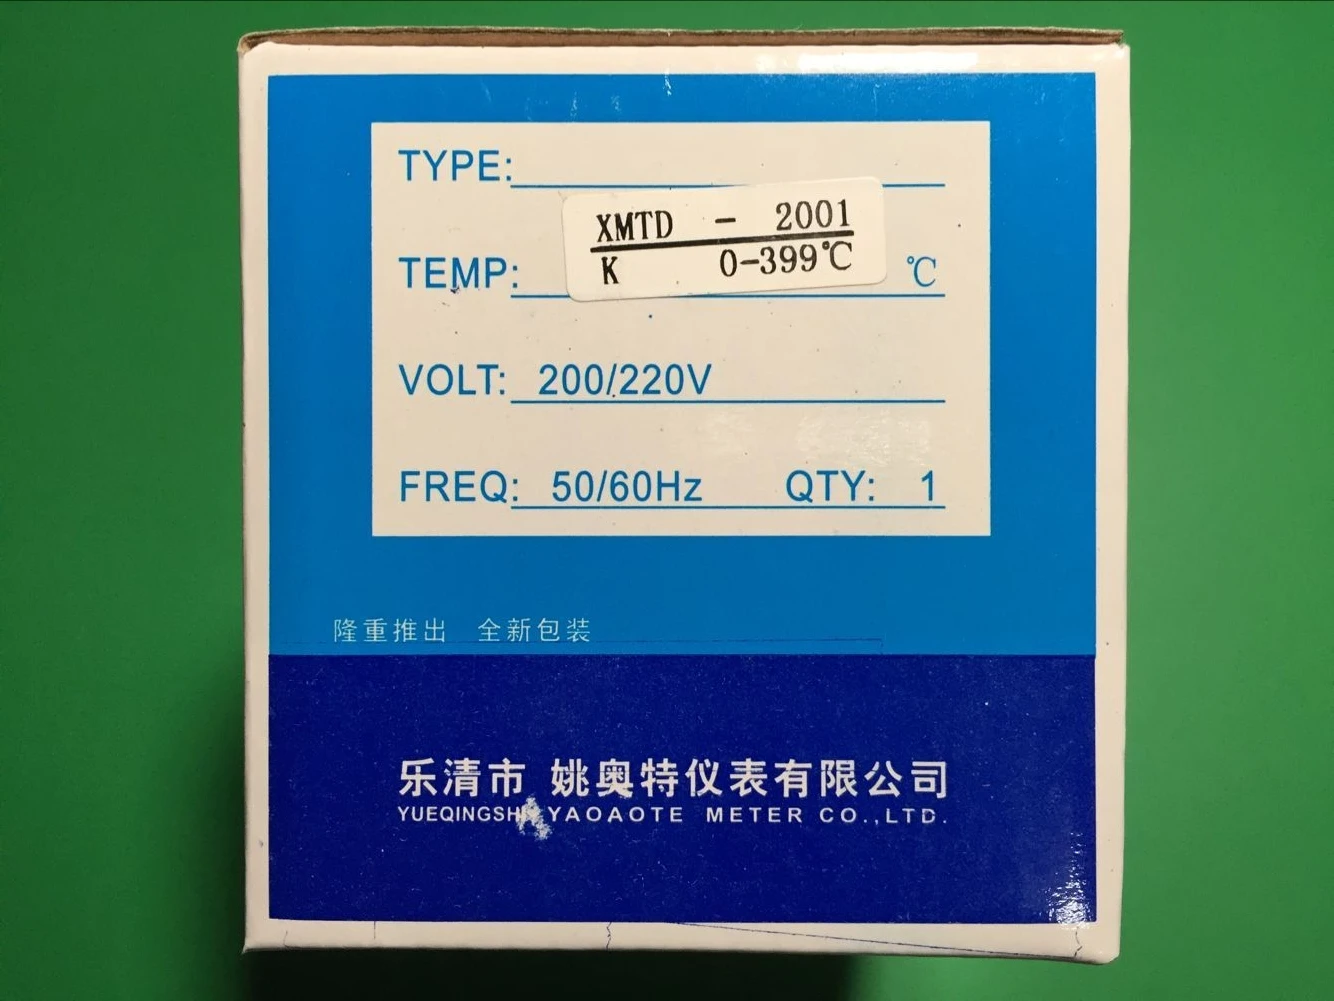 TYPE:
XMTD - 2001
K 0-399℃
TEMP: ℃
VOLT: 200/220V
FREQ: 50/60Hz QTY: 1
隆重推出 全新包装
乐清市 姚奥特仪表有限公司
YAOAOTE METER CO.,LTD.